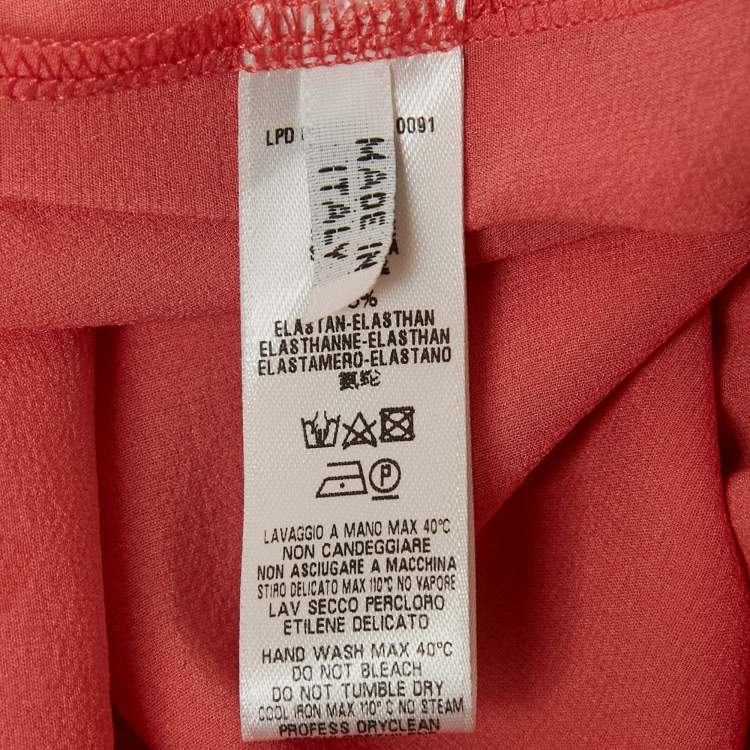 LPD 0091
MADE IN
ITALY
%
ELASTAN-ELASTHAN
ELASTHANNE-ELASTHAN
ELASTAMERO-ELASTANO
氨纶
P
LAVAGGIO A MANO MAX 40°C
NON CANDEGGIARE
NON ASCIUGARE A MACCHINA
STIRO DELICATO MAX 110°C NO VAPORE
LAV SECCO PERCLORO
ETILENE DELICATO
HAND WASH MAX 40°C
DO NOT BLEACH
DO NOT TUMBLE DRY
COOL IRON MAX 110° C NO STEAM
PROFESS DRYCLEAN